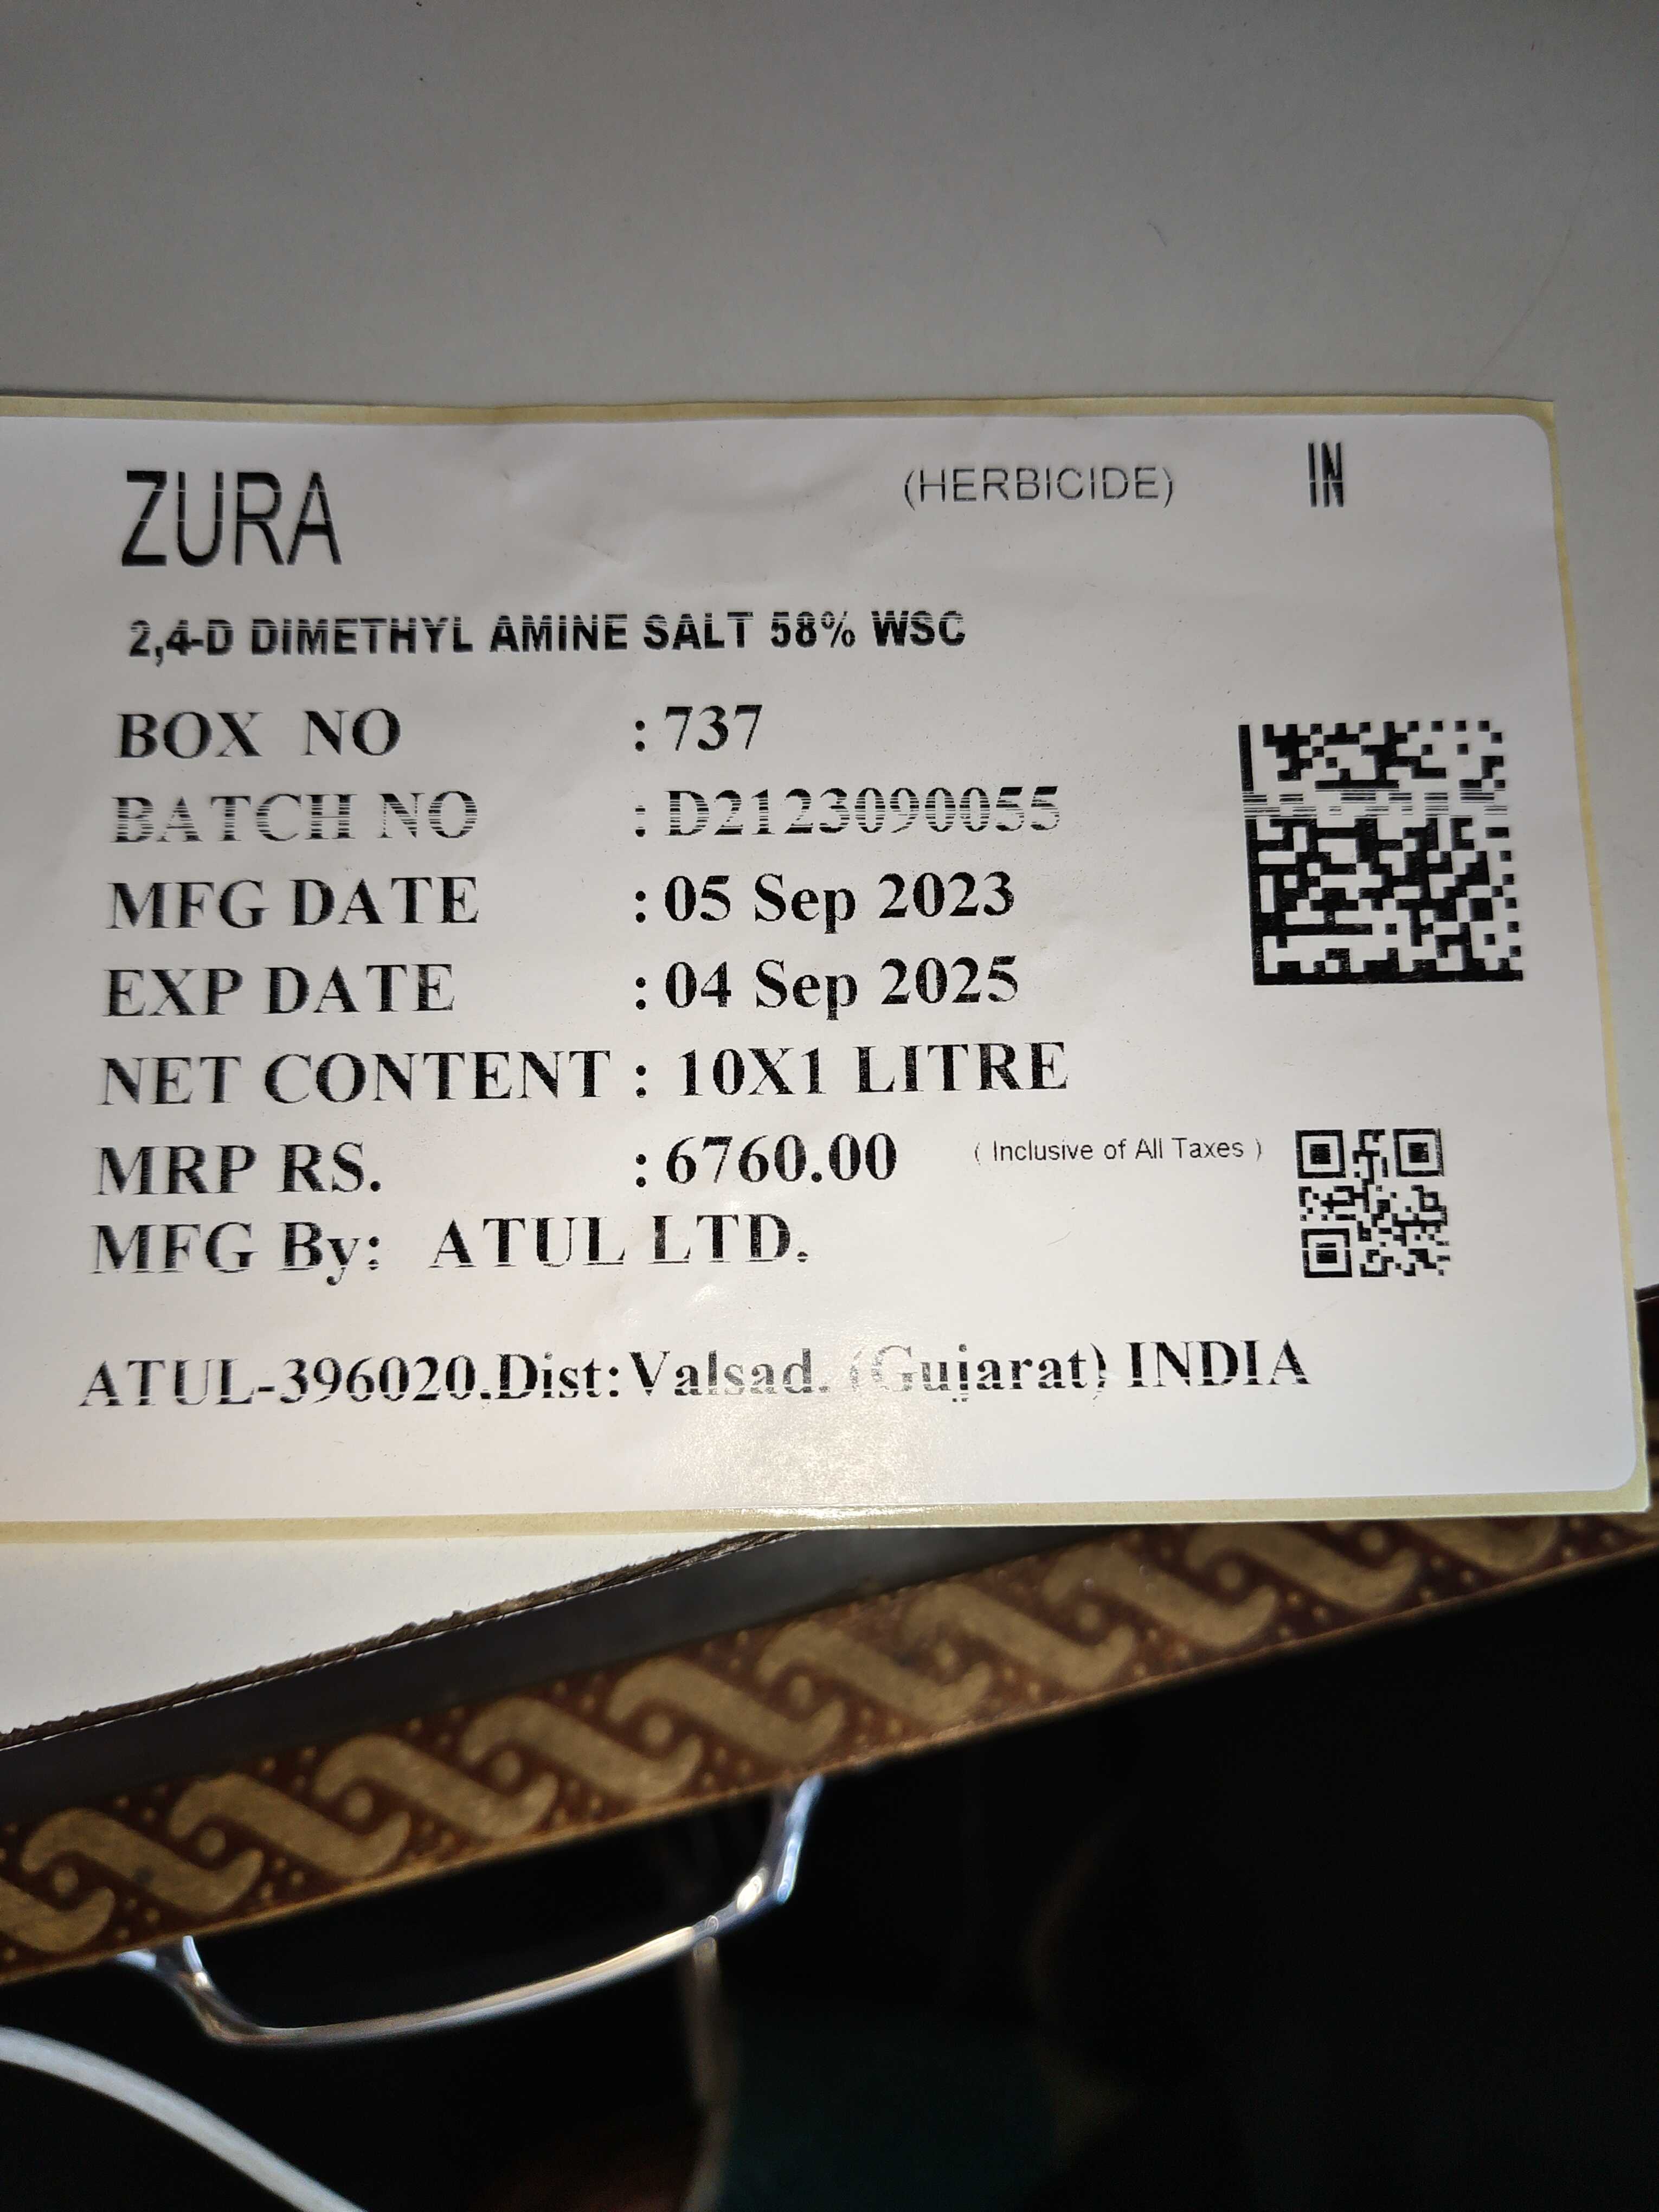 ZURA (HERBICIDE) IN
2,4-D DIMETHYL AMINE SALT 58% WSC
BOX NO : 737
BATCH NO : D2123090055
MFG DATE : 05 Sep 2023
EXP DATE : 04 Sep 2025
NET CONTENT : 10X1 LITRE
MRP RS. : 6760.00 ( Inclusive of All Taxes )
MFG By: ATUL LTD.
ATUL-396020.Dist:Valsad. (Gujarat) INDIA